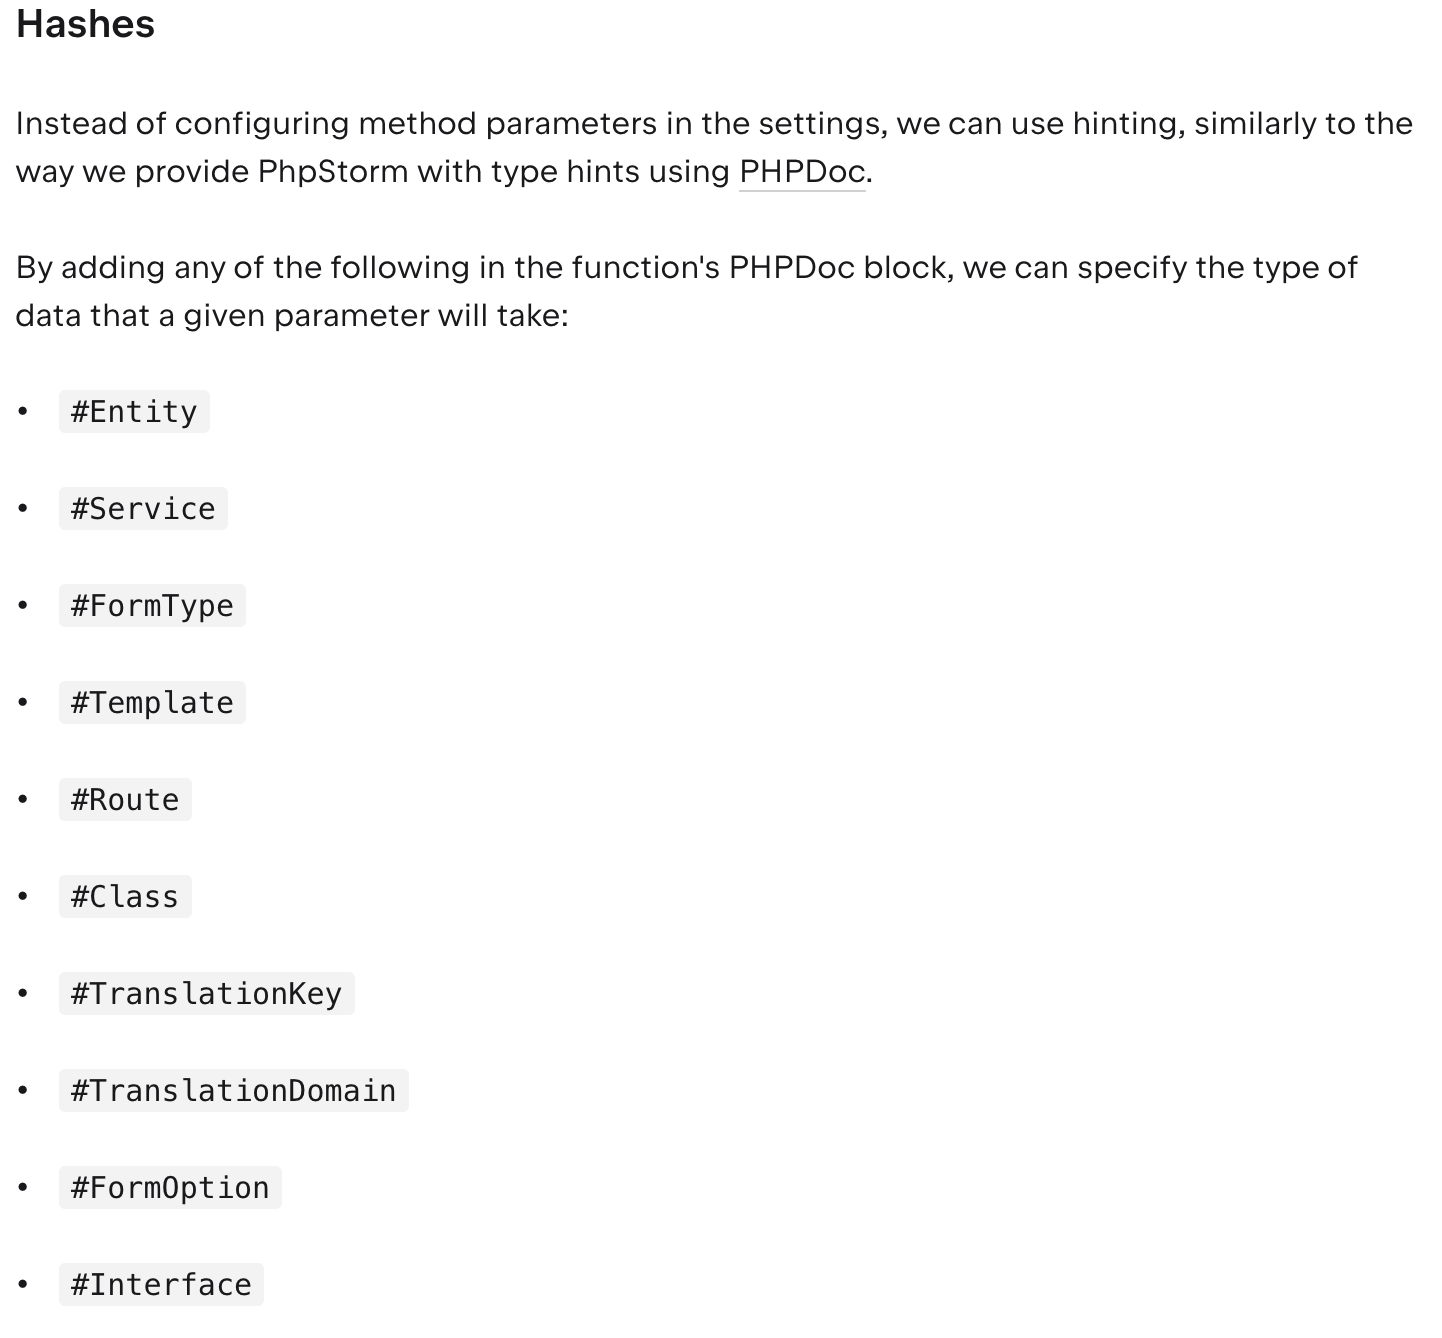 Hashes
Instead of configuring method parameters in the settings, we can use hinting, similarly to the
way we provide PhpStorm with type hints using PHPDoc.
By adding any of the following in the function's PHPDoc block, we can specify the type of
data that a given parameter will take:
• #Entity
• #Service
• #FormType
• #Template
• #Route
• #Class
• #TranslationKey
• #TranslationDomain
• #FormOption
• #Interface